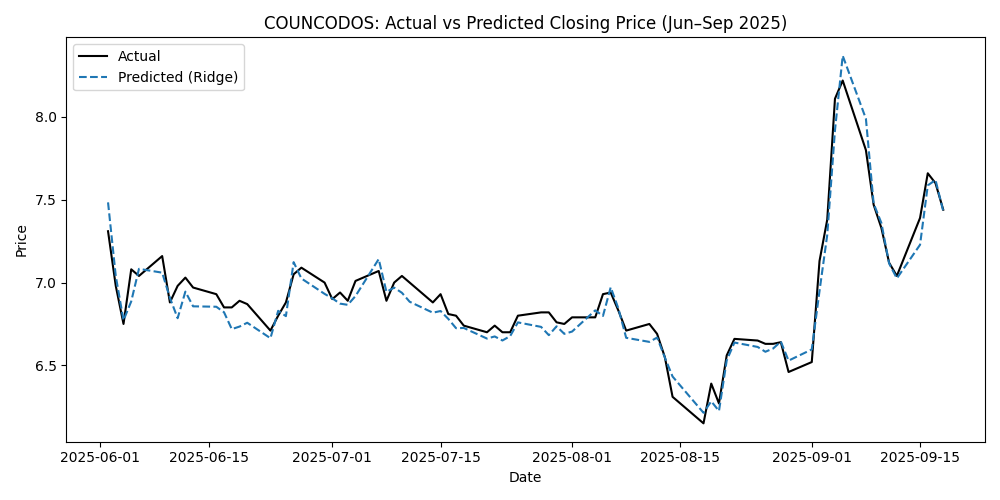 COUNCODOS: Actual vs Predicted Closing Price (Jun–Sep 2025)
Actual
Predicted (Ridge)
Price
8.0
7.5
7.0
6.5
2025-06-01 2025-06-15 2025-07-01 2025-07-15 2025-08-01 2025-08-15 2025-09-01 2025-09-15
Date